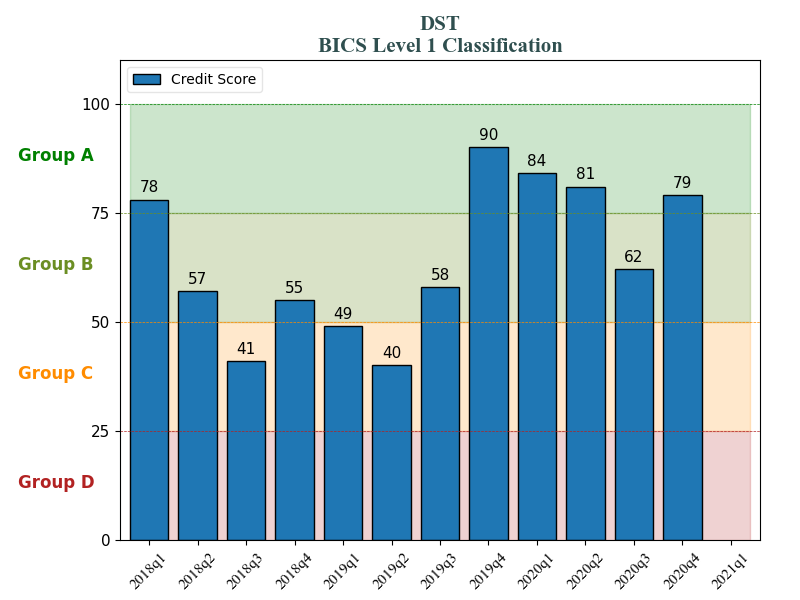 DST
BICS Level 1 Classification
Credit Score
100
75
50
25
0
Group A
Group B
Group C
Group D
78
57
41
55
49
40
58
90
84
81
62
79
2018q1
2018q2
2018q3
2018q4
2019q1
2019q2
2019q3
2019q4
2020q1
2020q2
2020q3
2020q4
2021q1